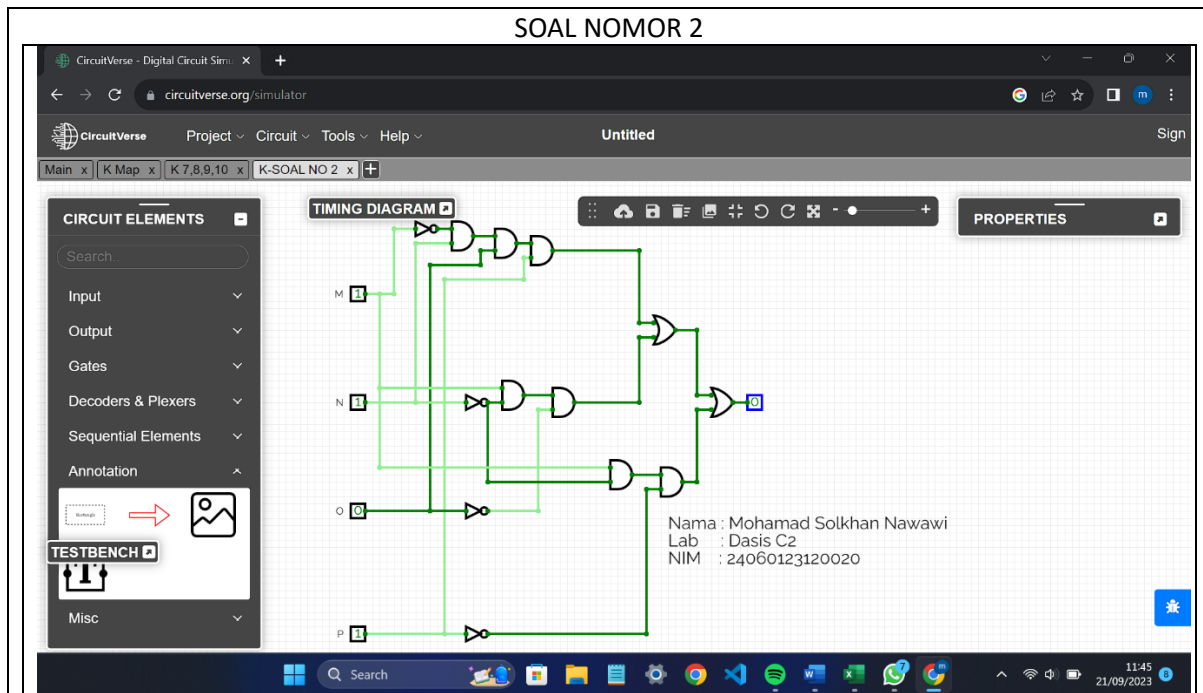 SOAL NOMOR 2
CircuitVerse - Digital Circuit Simu
circuitverse.org/simulator
m
CircuitVerse Project Circuit Tools Help Untitled Sign
Main x K Map x K 7,8,9,10 x K-SOAL NO 2 x +
CIRCUIT ELEMENTS
TIMING DIAGRAM
PROPERTIES
Search..
Input
Output
Gates
Decoders & Plexers
Sequential Elements
Annotation
Rectangle
TESTBENCH
T
Misc
M 1
N 1
O 0
P 1
0
Nama : Mohamad Solkhan Nawawi
Lab : Dasis C2
NIM : 24060123120020
Search
7
m
11:45
21/09/2023
8